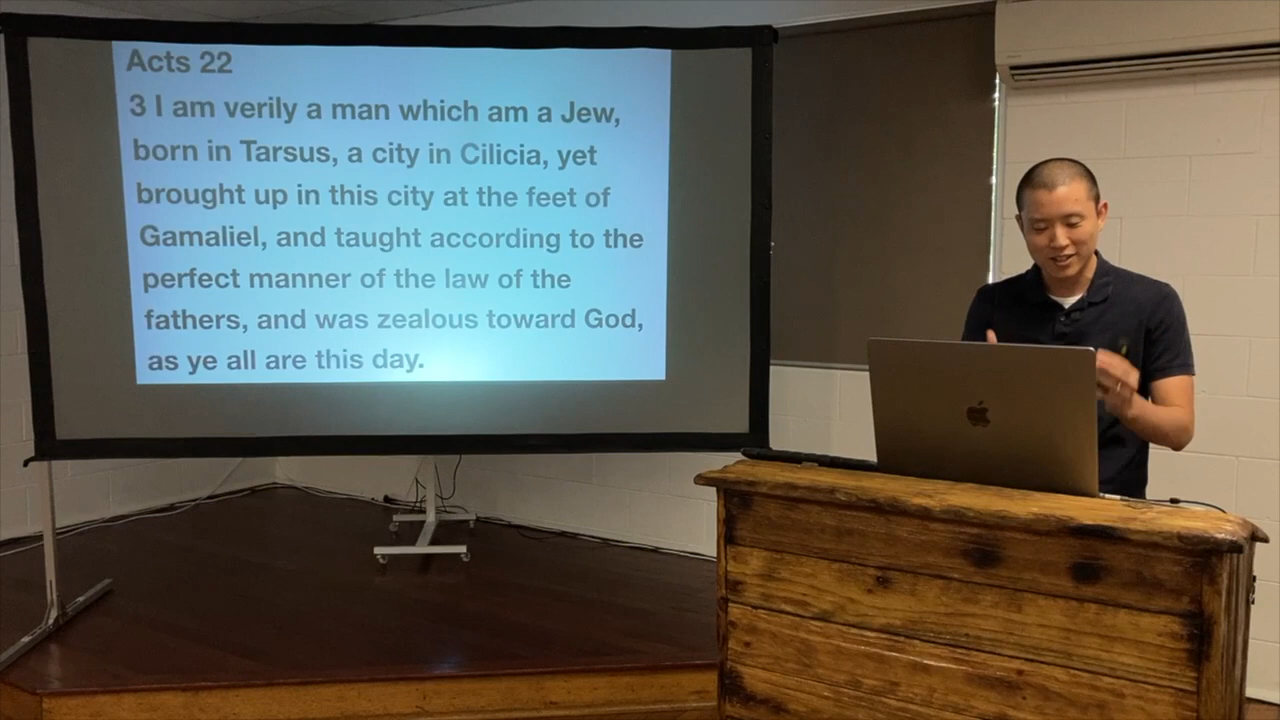 Acts 22
3 I am verily a man which am a Jew,
born in Tarsus, a city in Cilicia, yet
brought up in this city at the feet of
Gamaliel, and taught according to the
perfect manner of the law of the
fathers, and was zealous toward God,
as ye all are this day.